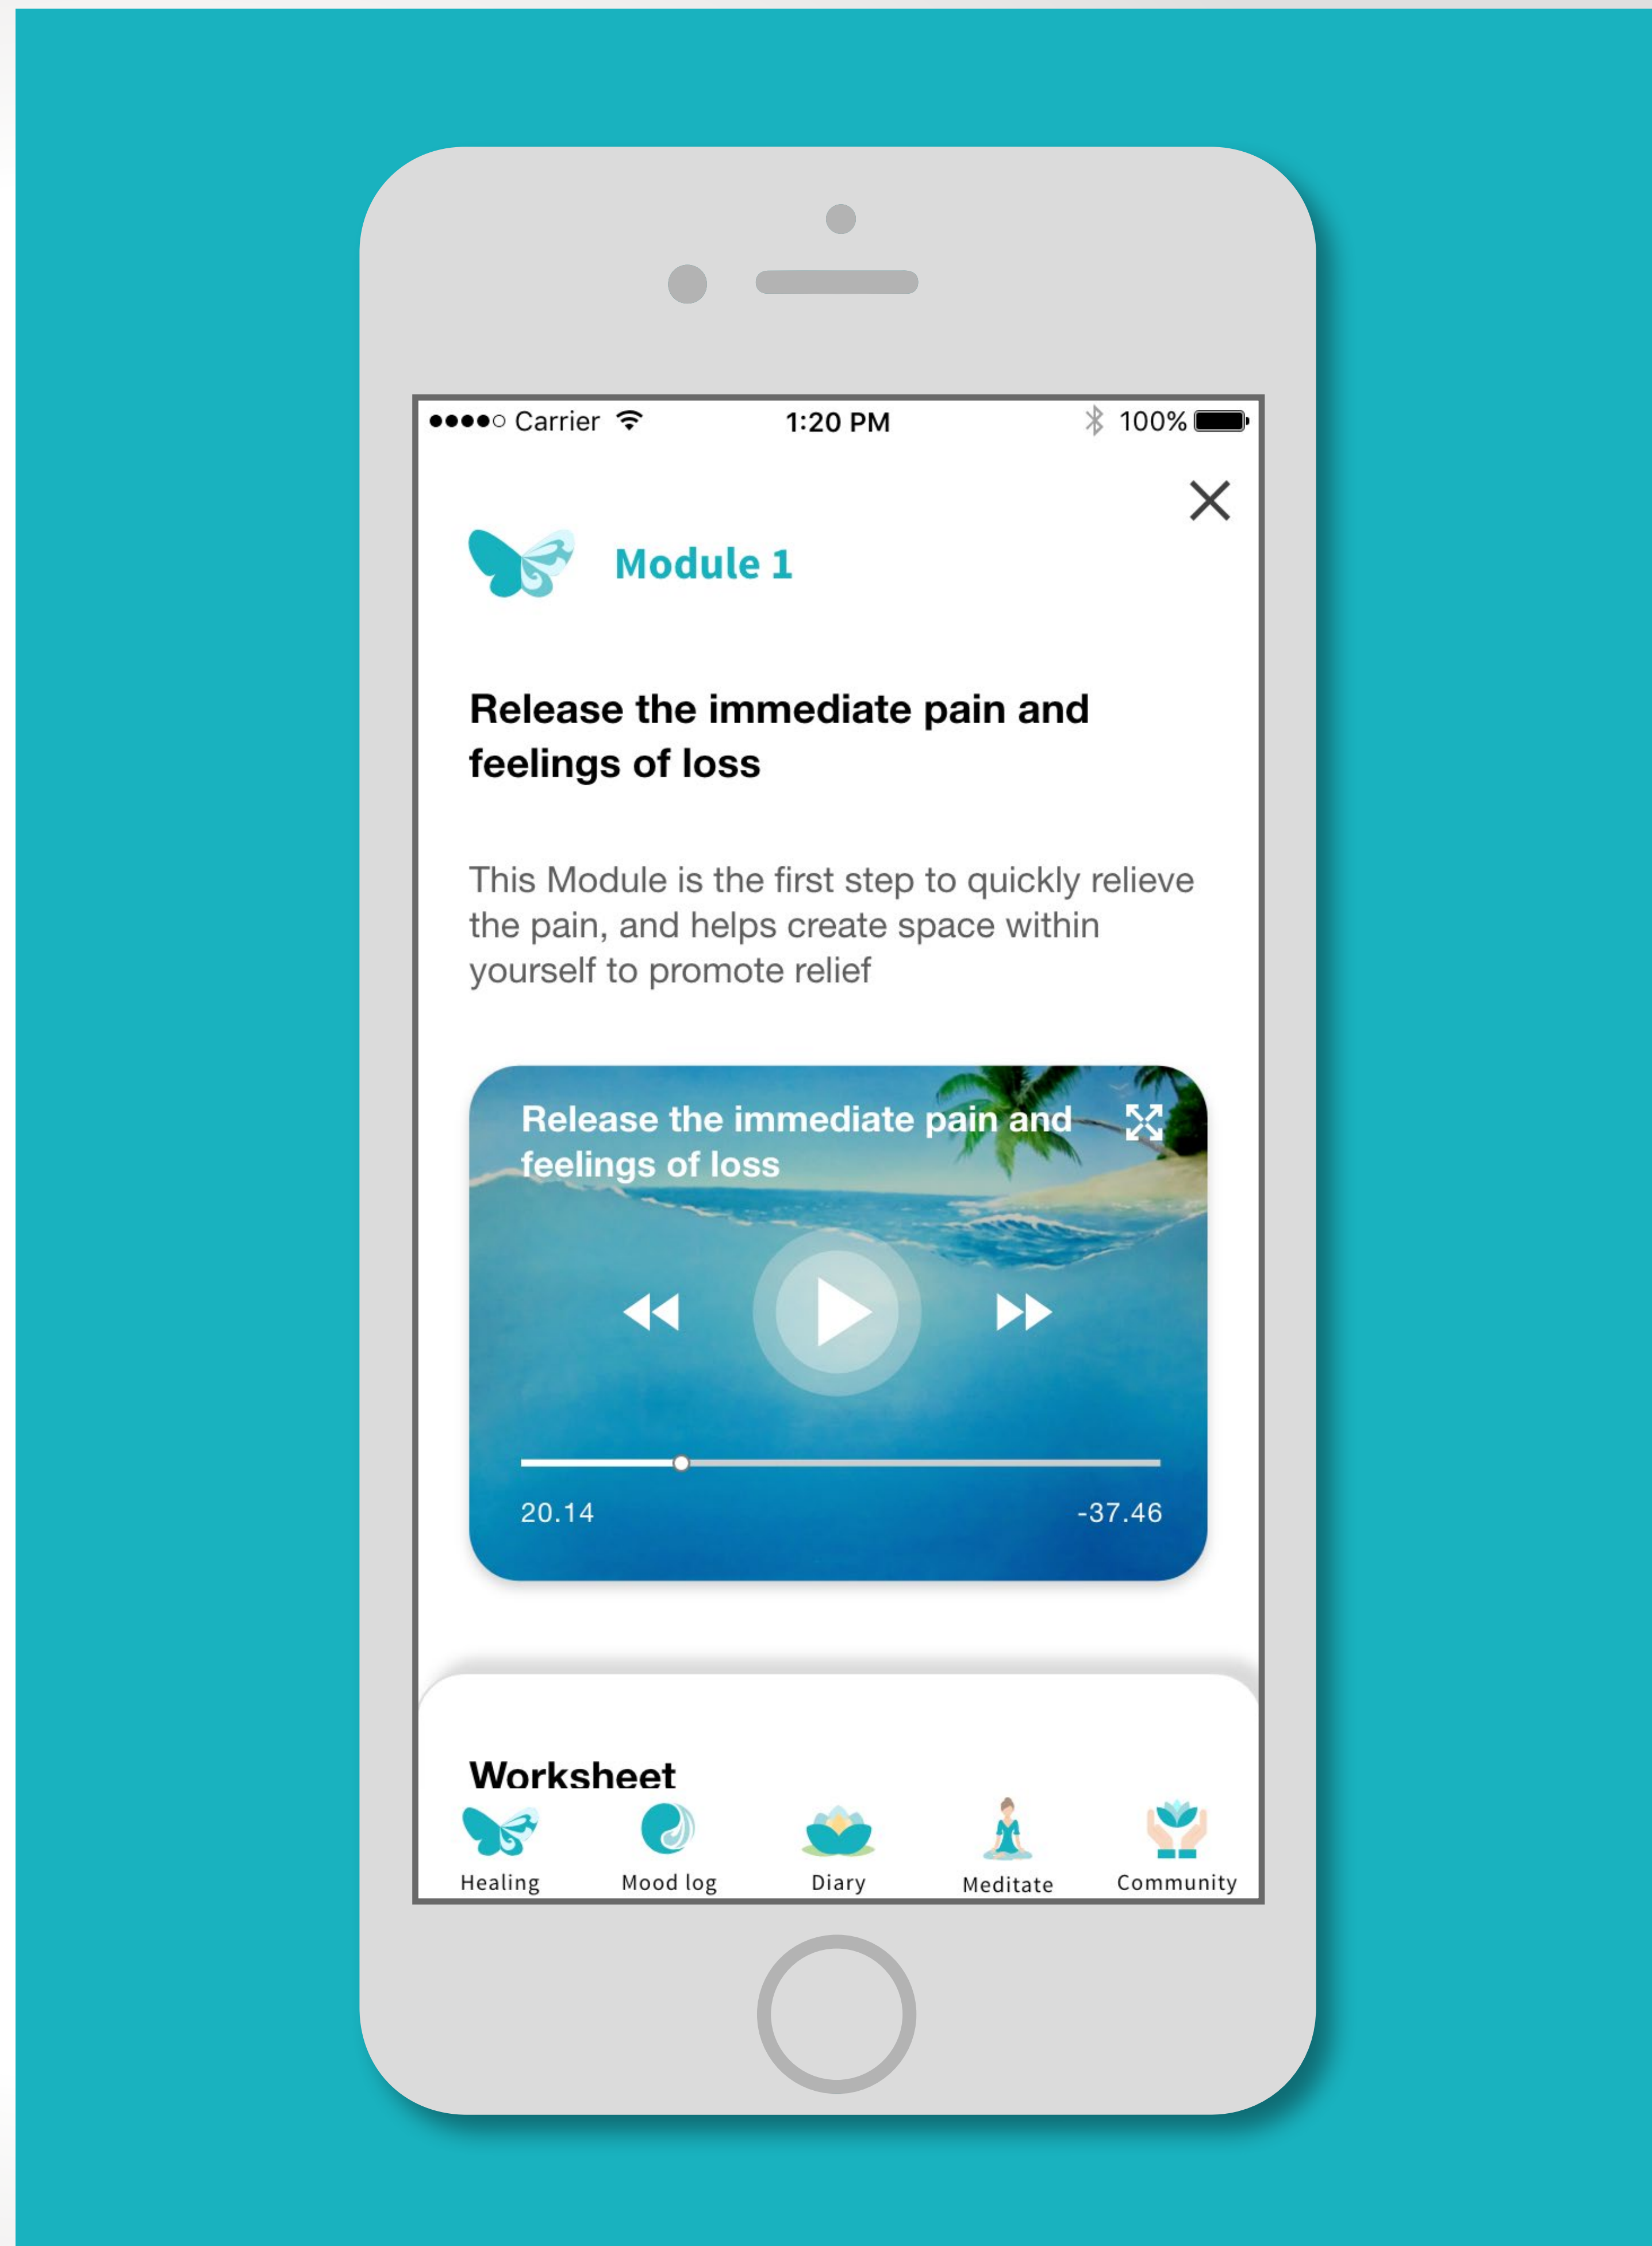 Carrier 1:20 PM 100%
Module 1
Release the immediate pain and
feelings of loss
This Module is the first step to quickly relieve
the pain, and helps create space within
yourself to promote relief
Release the immediate pain and
feelings of loss
20.14 -37.46
Worksheet
Healing Mood log Diary Meditate Community